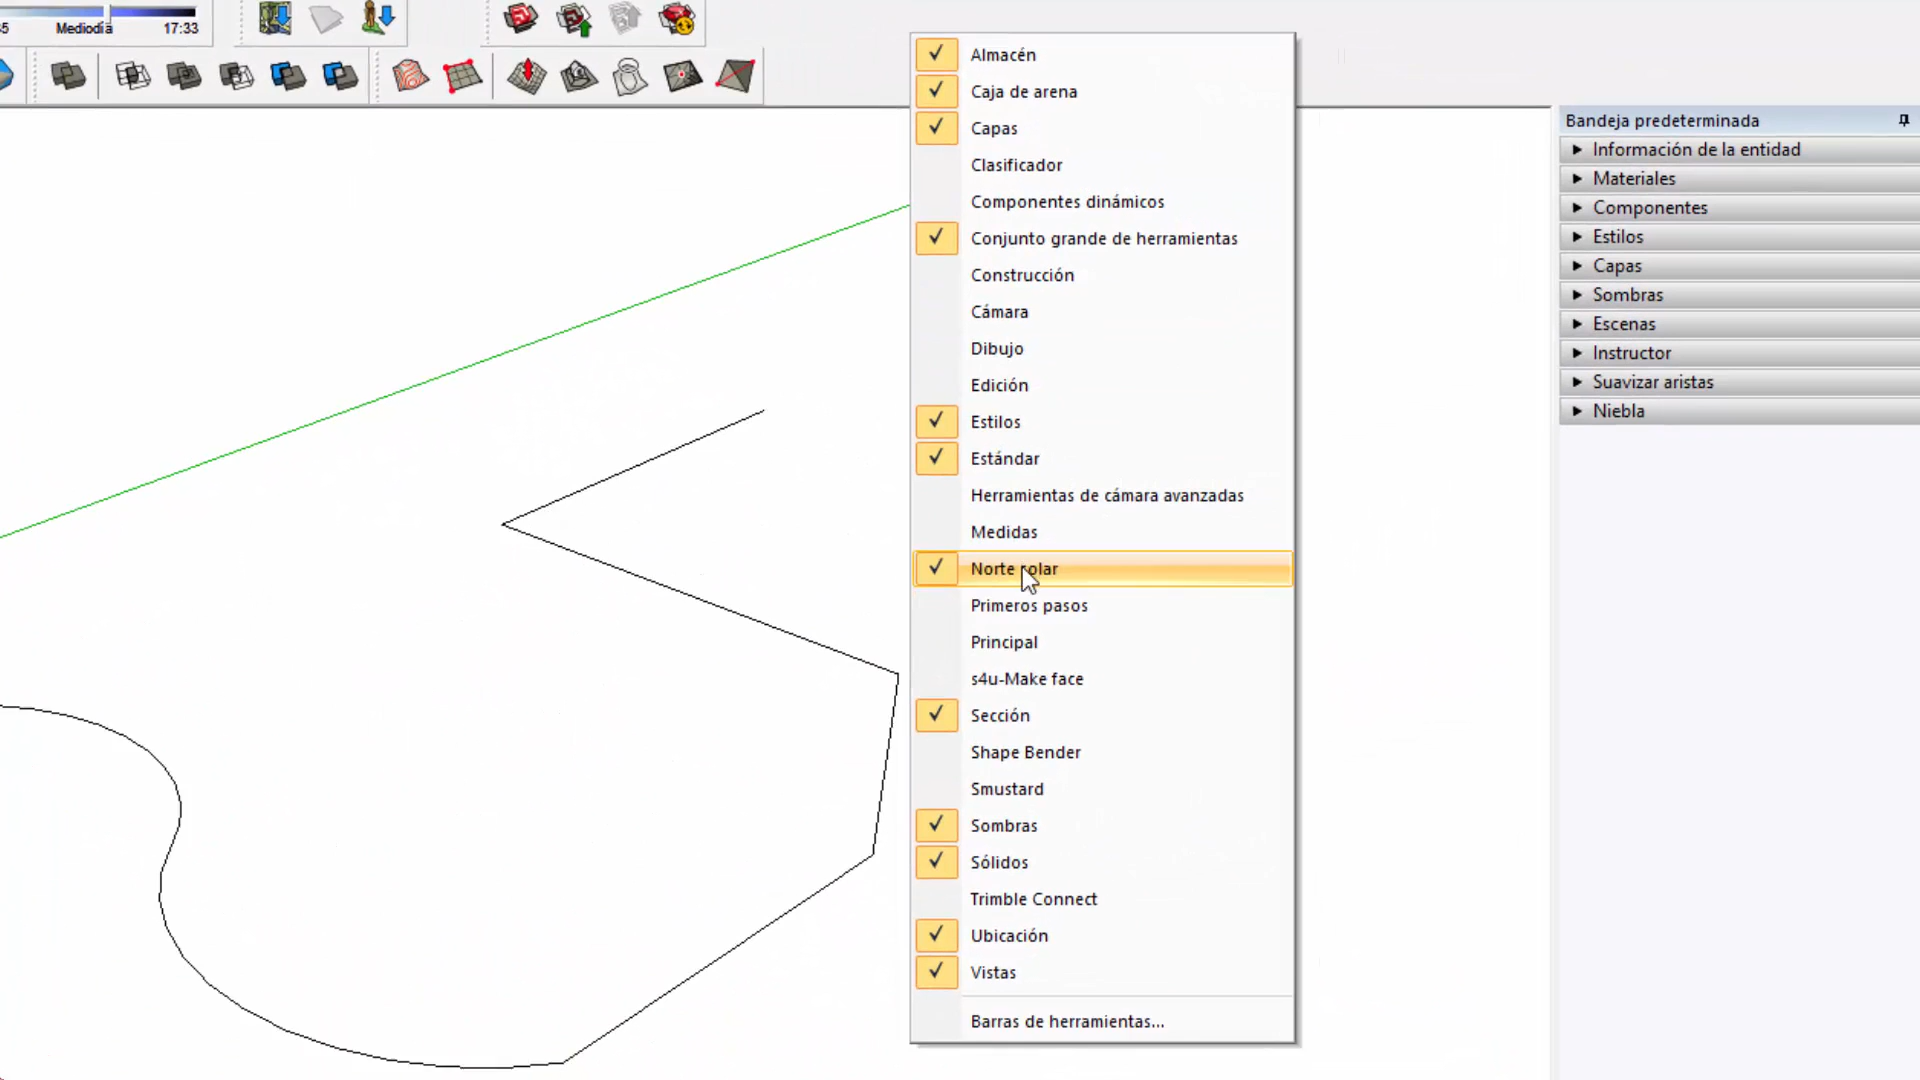 Mediodía
17:33
Almacén
Caja de arena
Capas
Clasificador
Componentes dinámicos
Conjunto grande de herramientas
Construcción
Cámara
Dibujo
Edición
Estilos
Estándar
Herramientas de cámara avanzadas
Medidas
Norte solar
Primeros pasos
Principal
s4u-Make face
Sección
Shape Bender
Smustard
Sombras
Sólidos
Trimble Connect
Ubicación
Vistas
Barras de herramientas...
Bandeja predeterminada
Información de la entidad
Materiales
Componentes
Estilos
Capas
Sombras
Escenas
Instructor
Suavizar aristas
Niebla